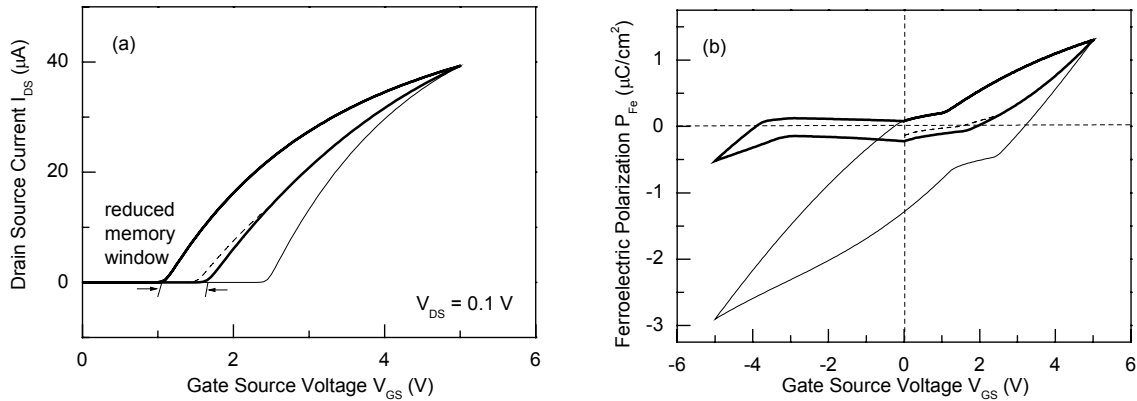 (a)
Drain Source Current I_DS (μA)
40
20
0
reduced
memory
window
V_DS = 0.1 V
0 2 4 6
Gate Source Voltage V_GS (V)
(b)
Ferroelectric Polarization P_Fe (μC/cm²)
1
0
-1
-2
-3
-6 -4 -2 0 2 4 6
Gate Source Voltage V_GS (V)